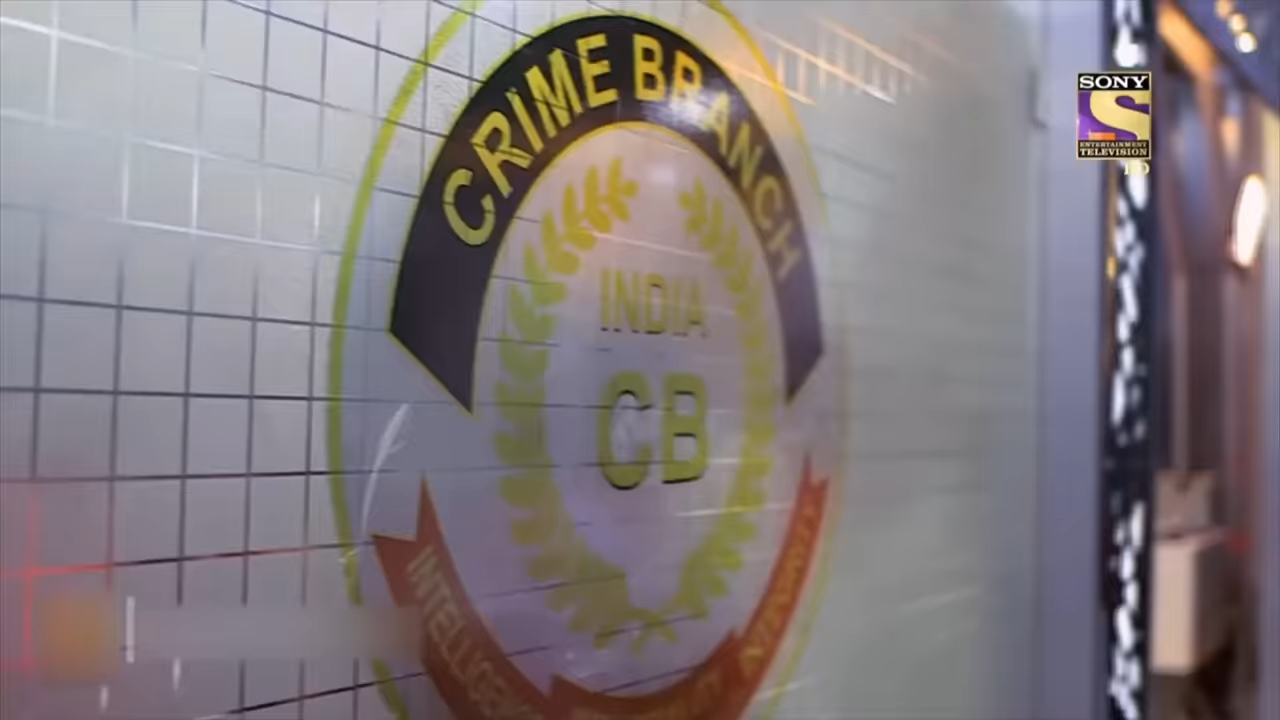 CRIME BRANCH
INDIA
CB
SONY
ENTERTAINMENT
TELEVISION
HD